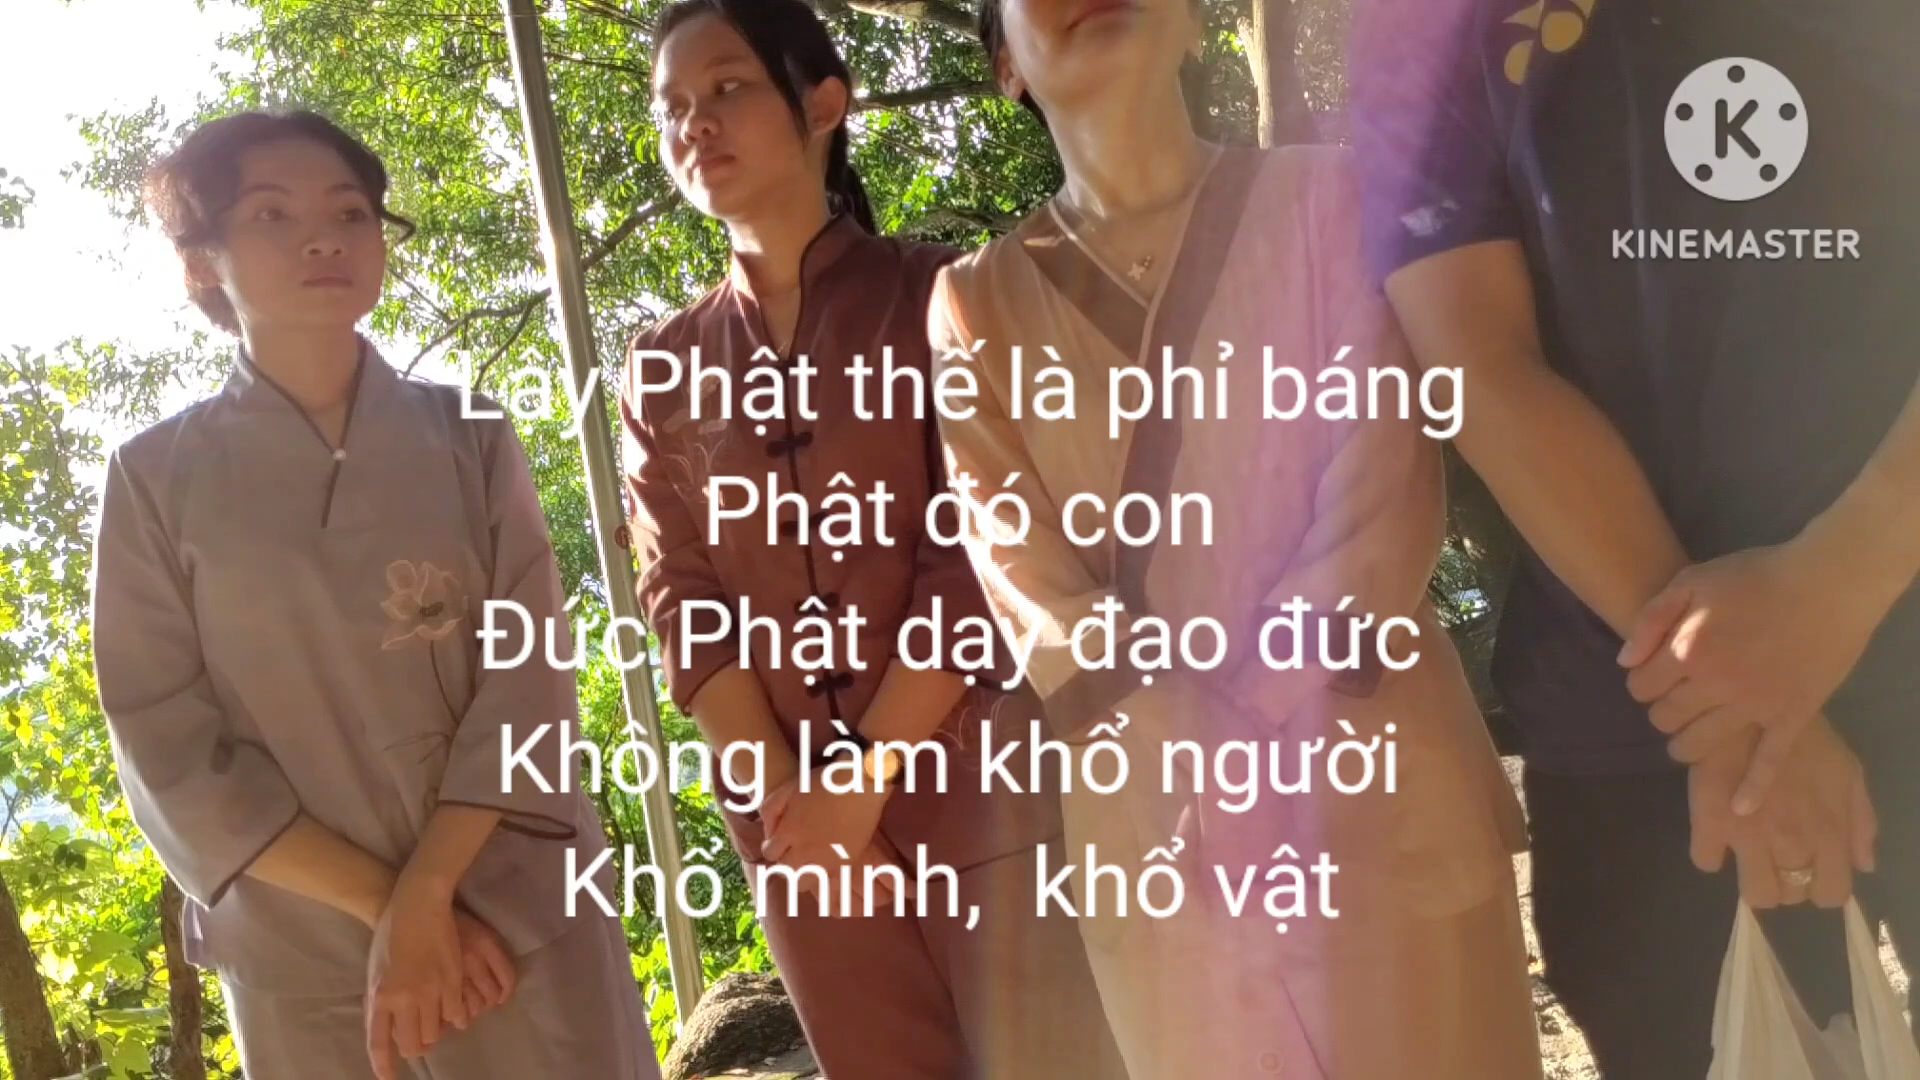 KINEMASTER
Lây Phật thế là phỉ báng
Phật đó con
Đức Phật dạy đạo đức
Không làm khổ người
Khổ mình, khổ vật